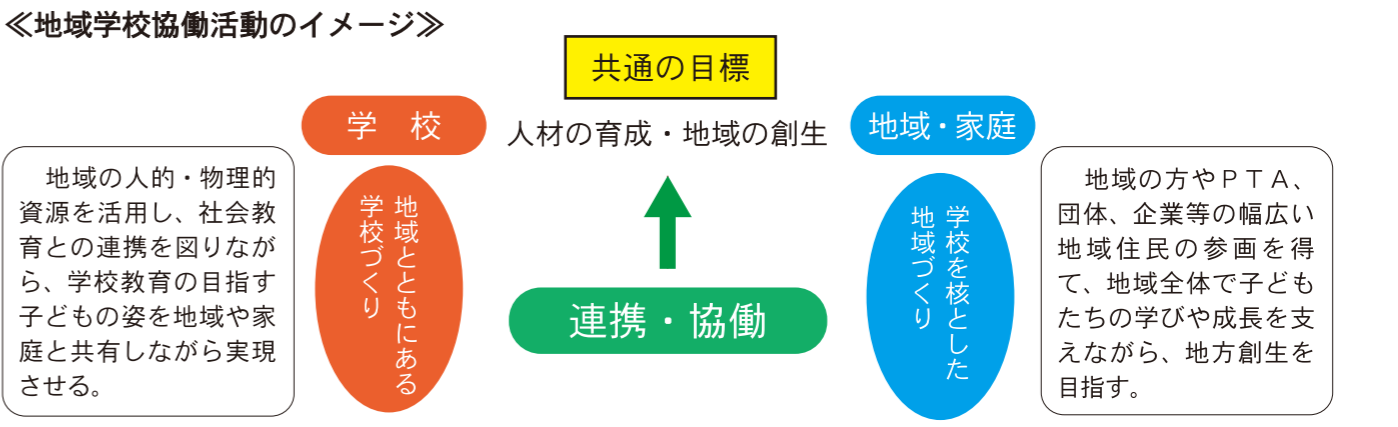 ≪地域学校協働活動のイメージ≫
共通の目標
学　校
人材の育成・地域の創生
地域・家庭
　地域の人的・物理的
資源を活用し、社会教
育との連携を図りなが
ら、学校教育の目指す
子どもの姿を地域や家
庭と共有しながら実現
させる。
地域とともにある
学校づくり
連携・協働
学校を核とした
地域づくり
　地域の方やＰＴＡ、
団体、企業等の幅広い
地域住民の参画を得
て、地域全体で子ども
たちの学びや成長を支
えながら、地方創生を
目指す。